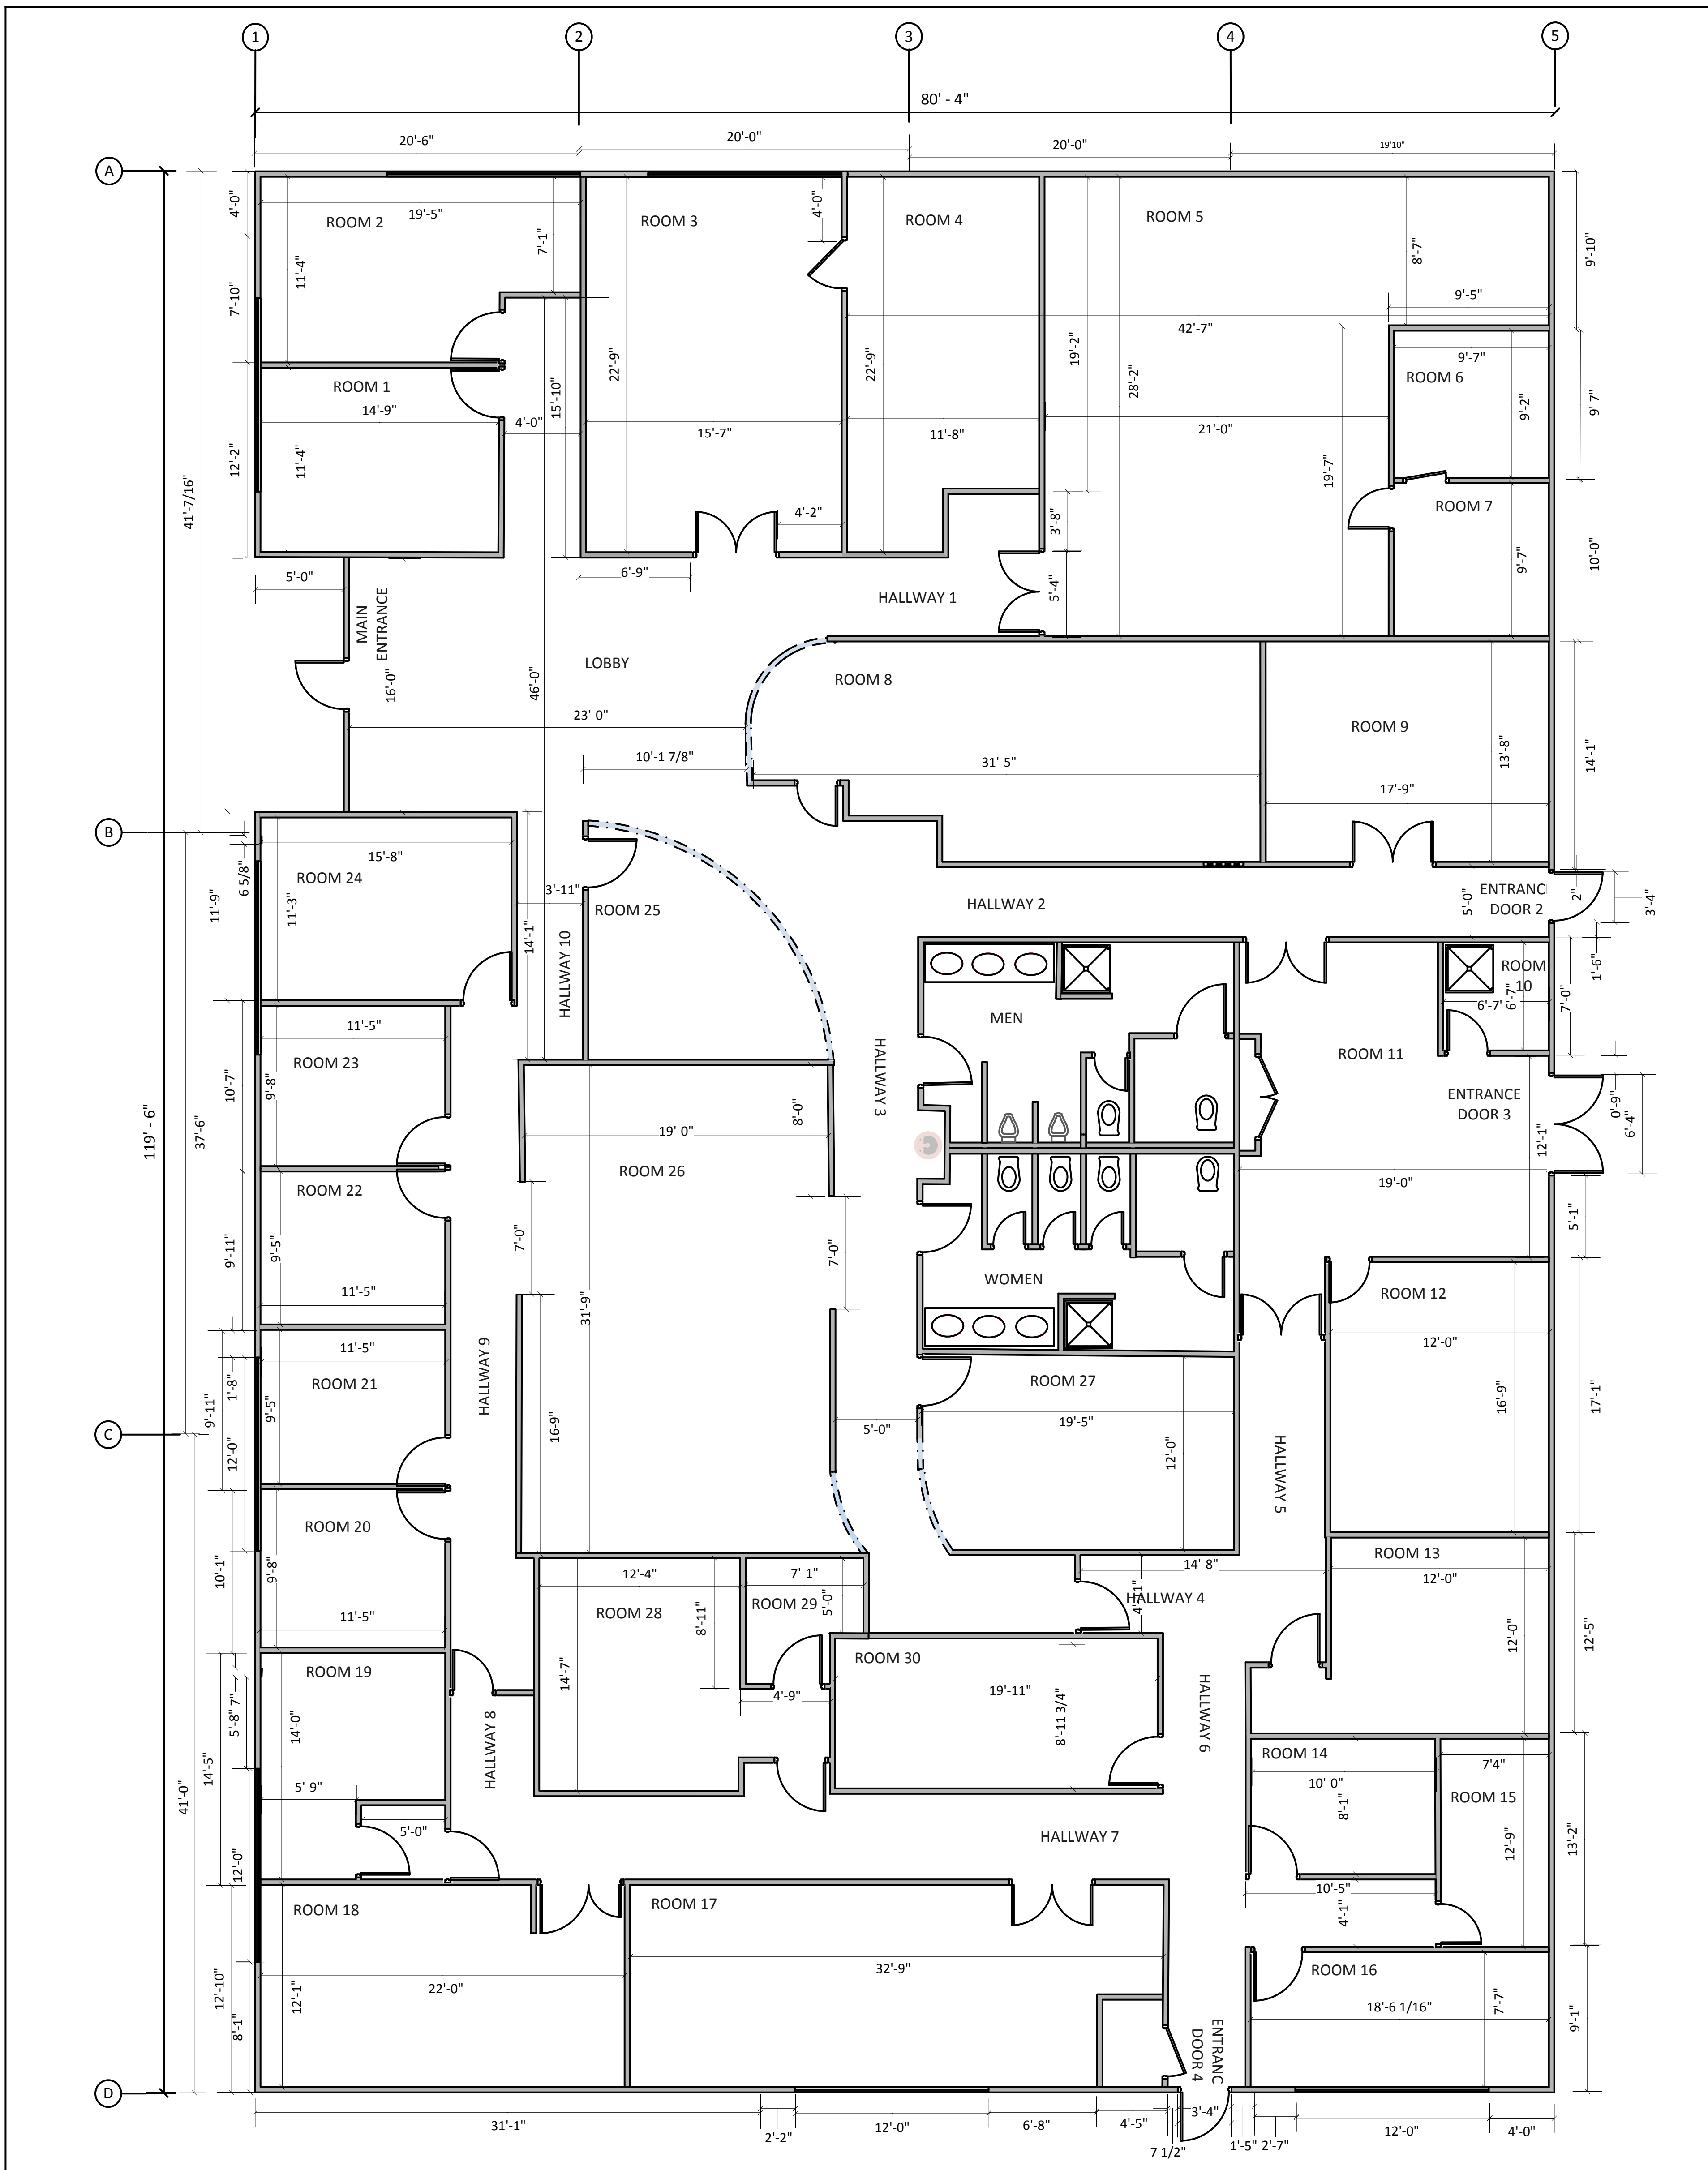 1
2
3
4
5
80' - 4"
20'-6"
20'-0"
20'-0"
19'10"
A
4'-0"
7'-10"
12'-2"
41'-7/16"
ROOM 2
19'-5"
11'-4"
7'-1"
ROOM 1
14'-9"
11'-4"
4'-0"
15'-10"
ROOM 3
22'-9"
15'-7"
4'-0"
4'-2"
6'-9"
ROOM 4
22'-9"
11'-8"
42'-7"
19'-2"
3'-8"
5'-4"
ROOM 5
28'-2"
21'-0"
19'-7"
8'-7"
9'-5"
9'-10"
ROOM 6
9'-7"
9'-2"
9' 7"
ROOM 7
9'-7"
10'-0"
5'-0"
MAIN
ENTRANCE
16'-0"
HALLWAY 1
LOBBY
46'-0"
23'-0"
10'-1 7/8"
ROOM 8
31'-5"
ROOM 9
13'-8"
17'-9"
14'-1"
B
6 5/8"
11'-9"
ROOM 24
15'-8"
11'-3"
3'-11"
14'-1"
HALLWAY 10
ROOM 25
HALLWAY 2
5'-0"
ENTRANC
DOOR 2
2"
3'-4"
1'-6"
7'-0"
ROOM
10
6'-7'
6'-7"
MEN
HALLWAY 3
ROOM 11
ENTRANCE
DOOR 3
0'-9"
6'-4"
12'-1"
19'-0"
5'-1"
119' - 6"
37'-6"
10'-7"
ROOM 23
11'-5"
9'-8"
9'-11"
ROOM 22
9'-5"
11'-5"
ROOM 26
19'-0"
8'-0"
7'-0"
7'-0"
31'-9"
16-9"
WOMEN
ROOM 12
12'-0"
16'-9"
17'-1"
ROOM 21
11'-5"
9'-5"
1'-8"
9'-11"
12'-0"
HALLWAY 9
C
ROOM 27
19'-5"
12'-0"
5'-0"
HALLWAY 5
ROOM 20
9'-8"
11'-5"
10'-1"
ROOM 28
12'-4"
14'-7"
8'-11"
ROOM 29
7'-1"
5'-0"
4'-9"
14'-8"
4'-11"
HALLWAY 4
ROOM 13
12'-0"
12'-0"
12'-5"
ROOM 19
14'-0"
5'-8" 7"
14'-5"
41'-0"
5'-9"
5'-0"
12'-0"
HALLWAY 8
ROOM 30
19'-11"
8'-11 3/4"
HALLWAY 6
HALLWAY 7
ROOM 14
10'-0"
8'-1"
7'4"
ROOM 15
12'-9"
13'-2"
10'-5"
4'-1"
ROOM 18
22'-0"
12'-1"
12'-10"
8'-1"
ROOM 17
32'-9"
ENTRANC
DOOR 4
ROOM 16
18'-6 1/16"
7'-7"
9'-1"
D
31'-1"
2'-2"
12'-0"
6'-8"
4'-5"
7 1/2"
3'-4"
1'-5"
2'-7"
12'-0"
4'-0"